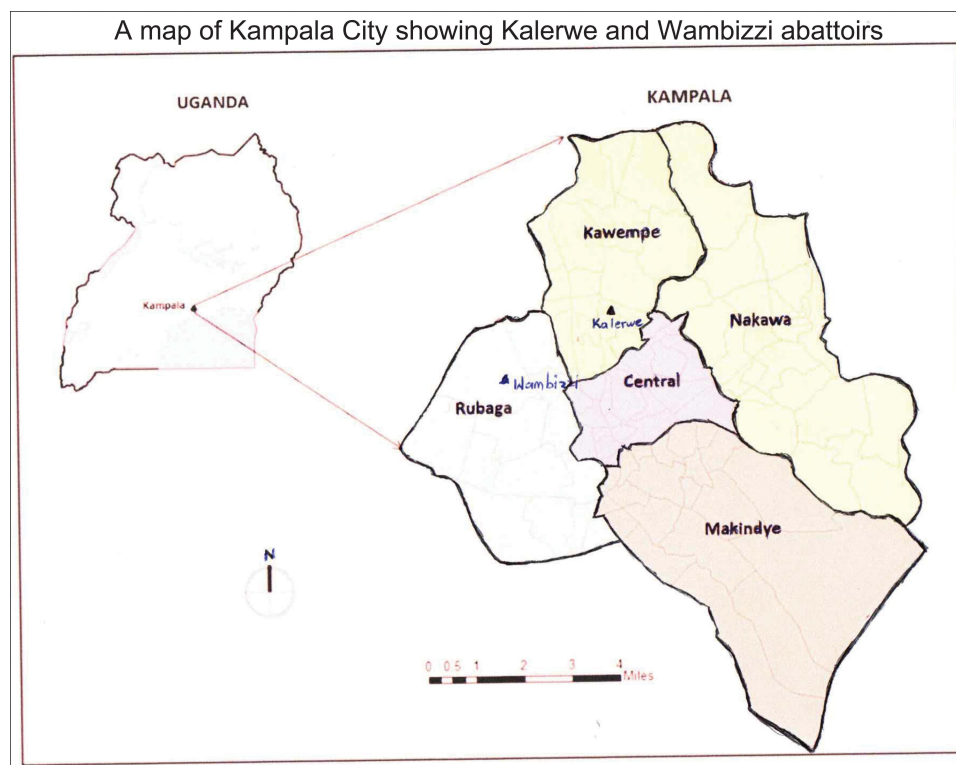 A map of Kampala City showing Kalerwe and Wambizzi abattoirs
UGANDA
KAMPALA
Kampala
Kawempe
Kalerwe
Nakawa
Wambizzi
Central
Rubaga
Makindye
N
0 0.5 1 2 3 4
Miles